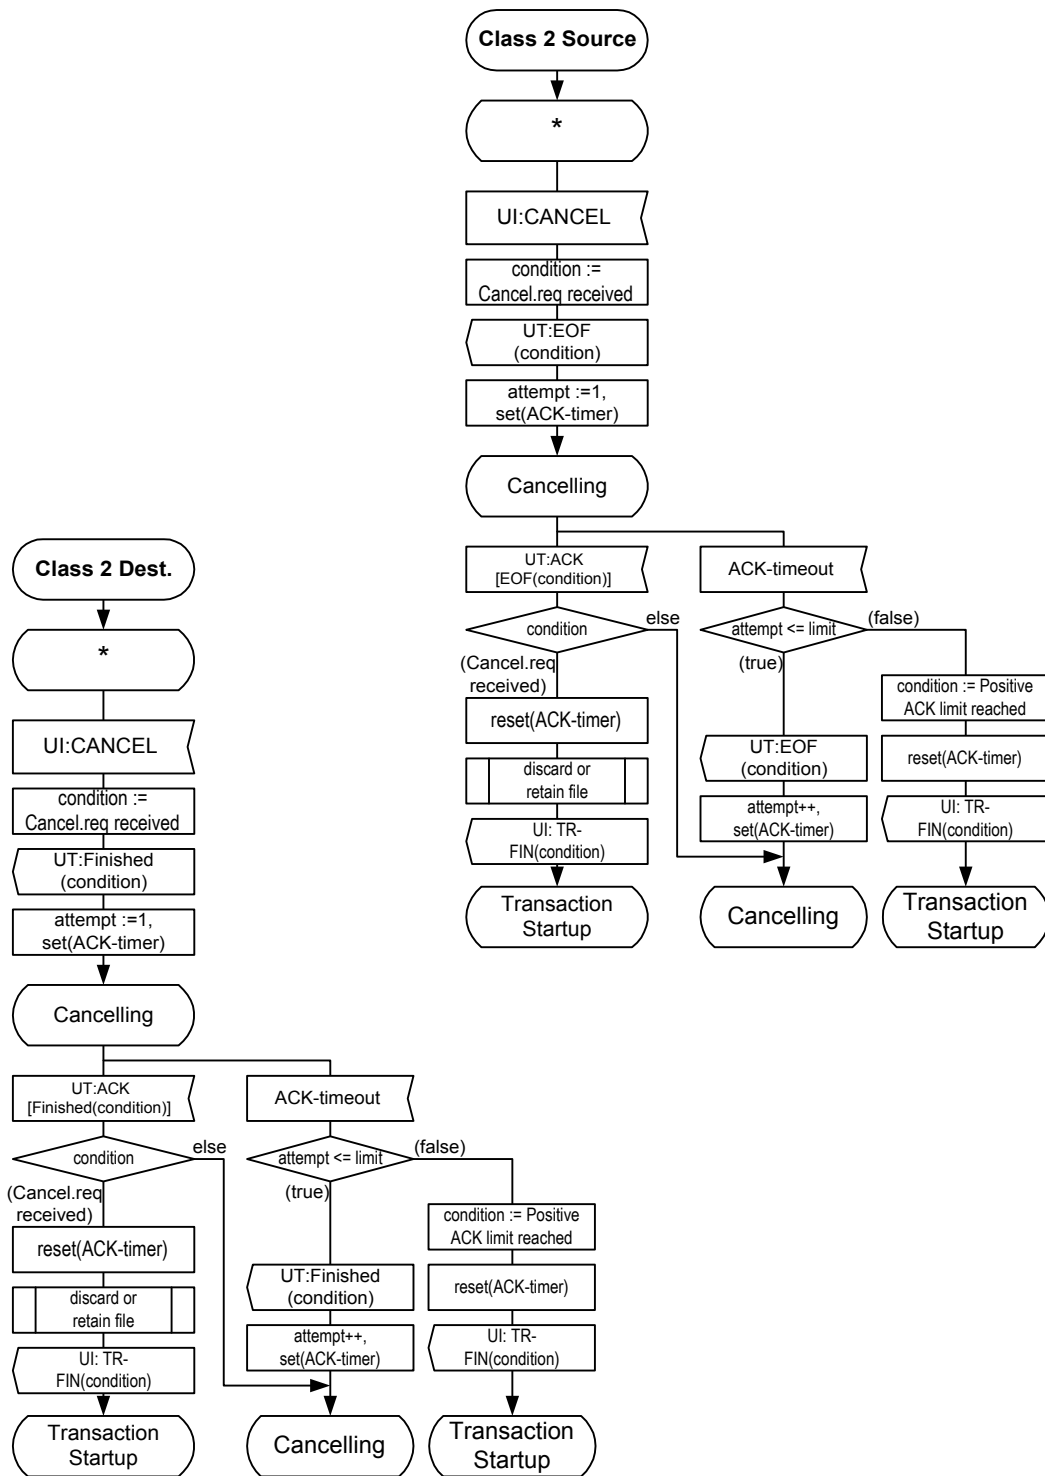 Class 2 Source
*
UI:CANCEL
condition :=
Cancel.req received
UT:EOF
(condition)
attempt :=1,
set(ACK-timer)
Cancelling
UT:ACK
[EOF(condition)]
ACK-timeout
condition
else
attempt <= limit
(false)
(Cancel.req
received)
(true)
condition := Positive
ACK limit reached
reset(ACK-timer)
UT:EOF
(condition)
reset(ACK-timer)
discard or
retain file
attempt++,
set(ACK-timer)
UI: TR-
FIN(condition)
UI: TR-
FIN(condition)
Transaction
Startup
Cancelling
Transaction
Startup
Class 2 Dest.
*
UI:CANCEL
condition :=
Cancel.req received
UT:Finished
(condition)
attempt :=1,
set(ACK-timer)
Cancelling
UT:ACK
[Finished(condition)]
ACK-timeout
condition
else
attempt <= limit
(false)
(Cancel.req
received)
(true)
condition := Positive
ACK limit reached
reset(ACK-timer)
UT:Finished
(condition)
reset(ACK-timer)
discard or
retain file
attempt++,
set(ACK-timer)
UI: TR-
FIN(condition)
UI: TR-
FIN(condition)
Transaction
Startup
Cancelling
Transaction
Startup